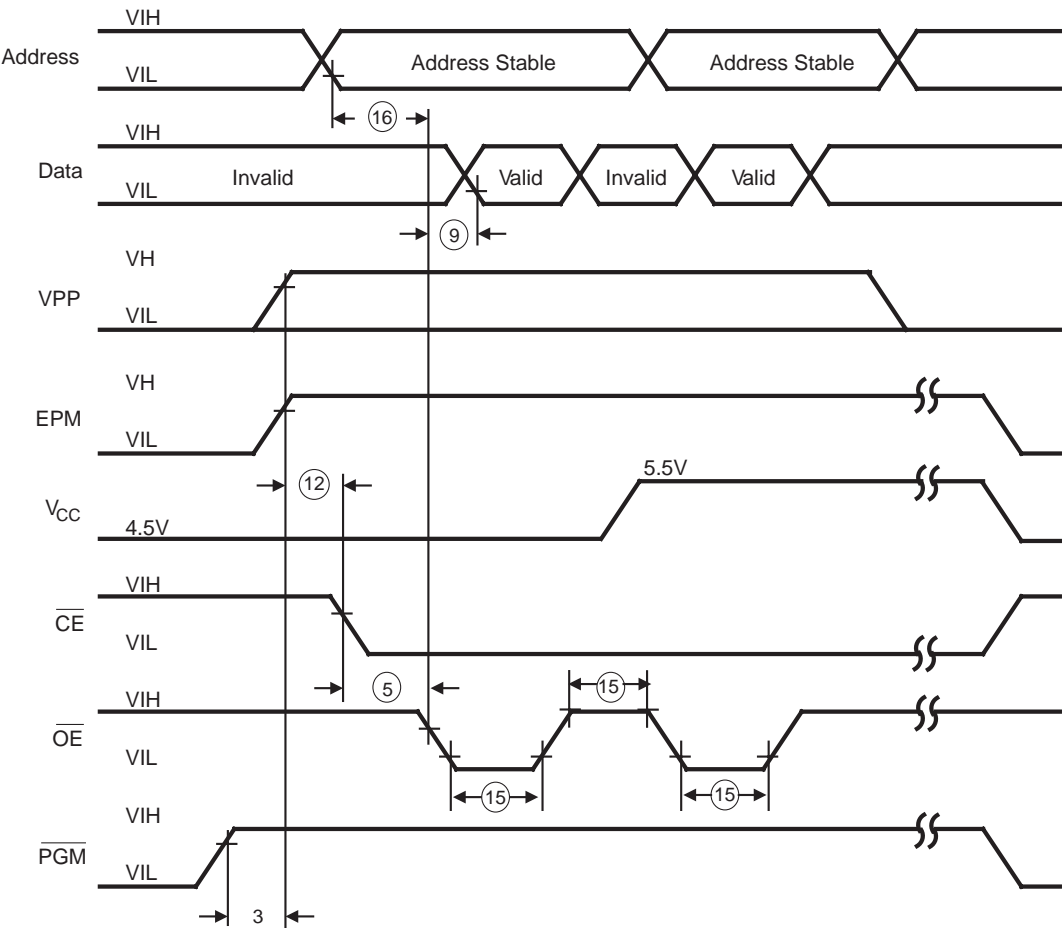 VIH
Address
Address Stable
Address Stable
VIL
16
VIH
Data
Invalid
Valid
Invalid
Valid
VIL
9
VH
VPP
VIL
VH
EPM
VIL
12
5.5V
VCC
4.5V
VIH
CE
VIL
5
15
VIH
OE
VIL
15
15
VIH
PGM
VIL
3